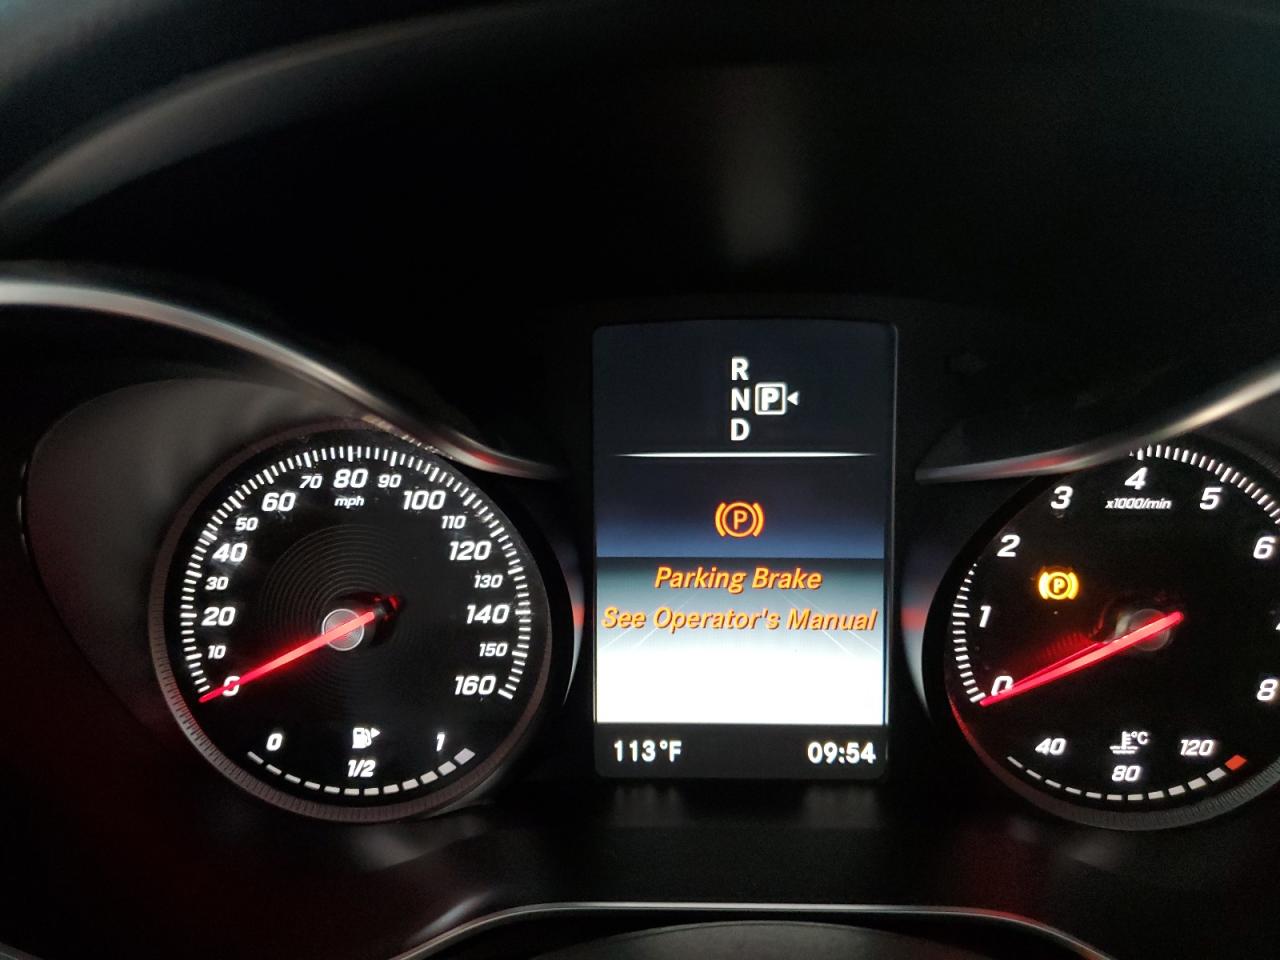 R
N P
D
P
Parking Brake
See Operator's Manual
113°F 09:54
0 10 20 30 40 50 60 70 80 90 100 110 120 130 140 150 160
mph
0 1/2 1
0 1 2 3 4 5 6 8
x1000/min
P
°C
40 80 120